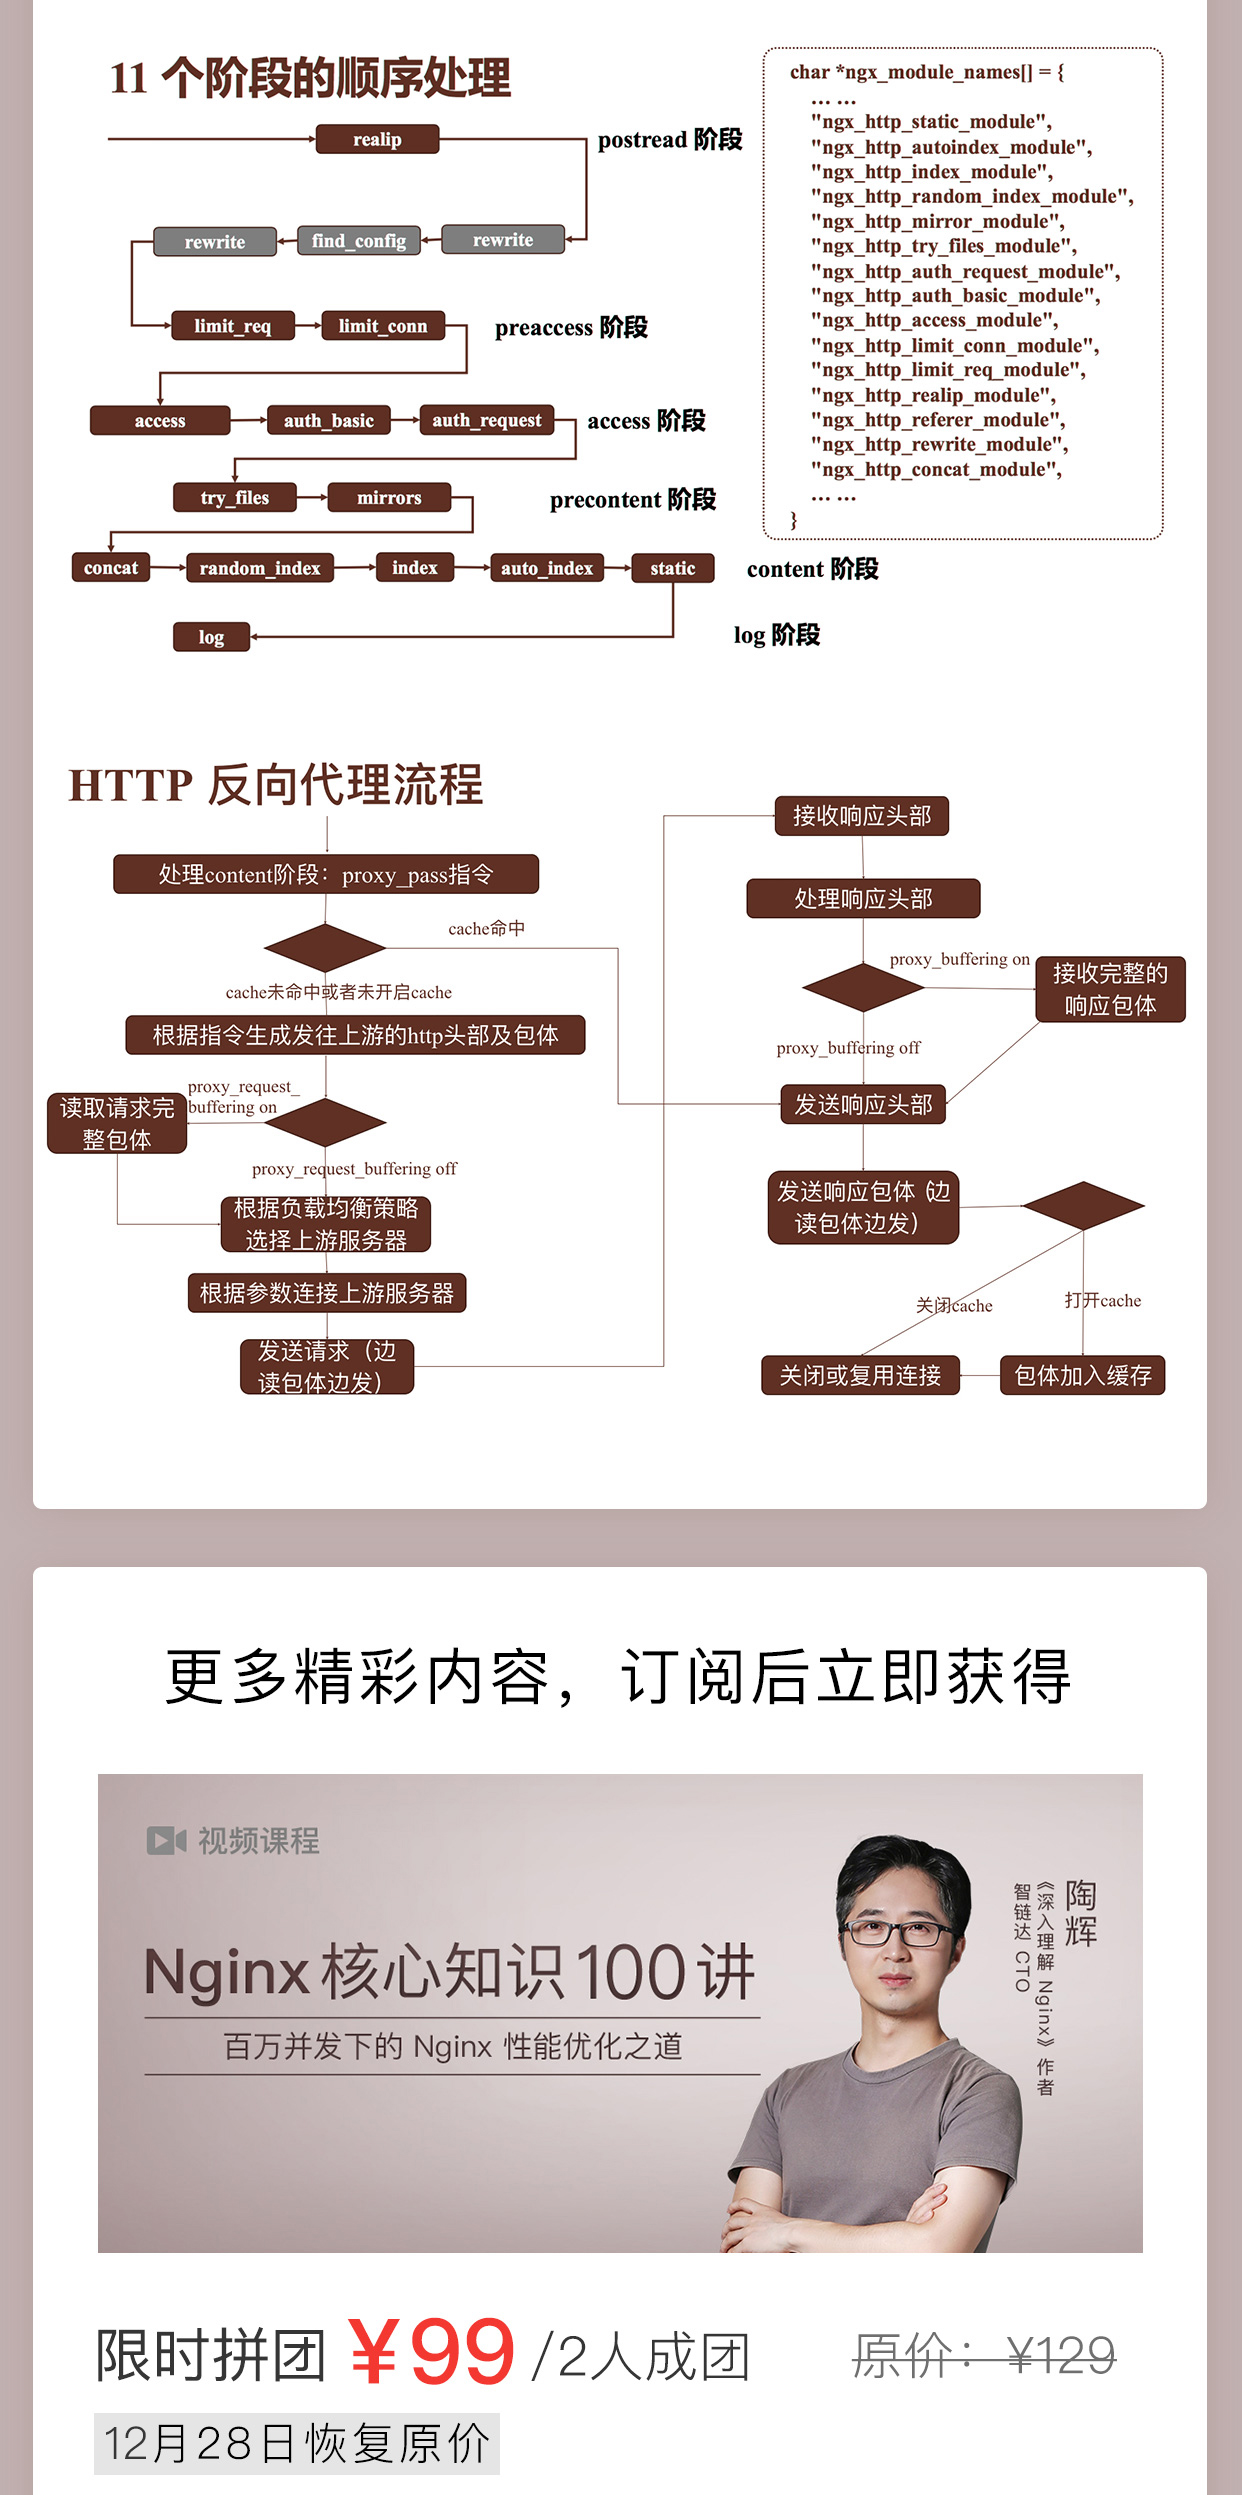 11 个阶段的顺序处理
realip
postread 阶段
rewrite
find_config
rewrite
limit_req
limit_conn
preaccess 阶段
access
auth_basic
auth_request
access 阶段
try_files
mirrors
precontent 阶段
concat
random_index
index
auto_index
static
content 阶段
log
log 阶段
char *ngx_module_names[] = {
... ...
"ngx_http_static_module",
"ngx_http_autoindex_module",
"ngx_http_index_module",
"ngx_http_random_index_module",
"ngx_http_mirror_module",
"ngx_http_try_files_module",
"ngx_http_auth_request_module",
"ngx_http_auth_basic_module",
"ngx_http_access_module",
"ngx_http_limit_conn_module",
"ngx_http_limit_req_module",
"ngx_http_realip_module",
"ngx_http_referer_module",
"ngx_http_rewrite_module",
"ngx_http_concat_module",
... ...
}
HTTP 反向代理流程
处理content阶段：proxy_pass指令
cache命中
cache未命中或者未开启cache
根据指令生成发往上游的http头部及包体
proxy_request_
buffering on
读取请求完
整包体
proxy_request_buffering off
根据负载均衡策略
选择上游服务器
根据参数连接上游服务器
发送请求（边
读包体边发）
接收响应头部
处理响应头部
proxy_buffering on
接收完整的
响应包体
proxy_buffering off
发送响应头部
发送响应包体（边
读包体边发）
关闭cache
打开cache
关闭或复用连接
包体加入缓存
更多精彩内容，订阅后立即获得
视频课程
Nginx 核心知识 100 讲
百万并发下的 Nginx 性能优化之道
陶辉
《深入理解 Nginx》作者
智链达 CTO
限时拼团 ¥99 /2人成团
原价：¥129
12月28日恢复原价